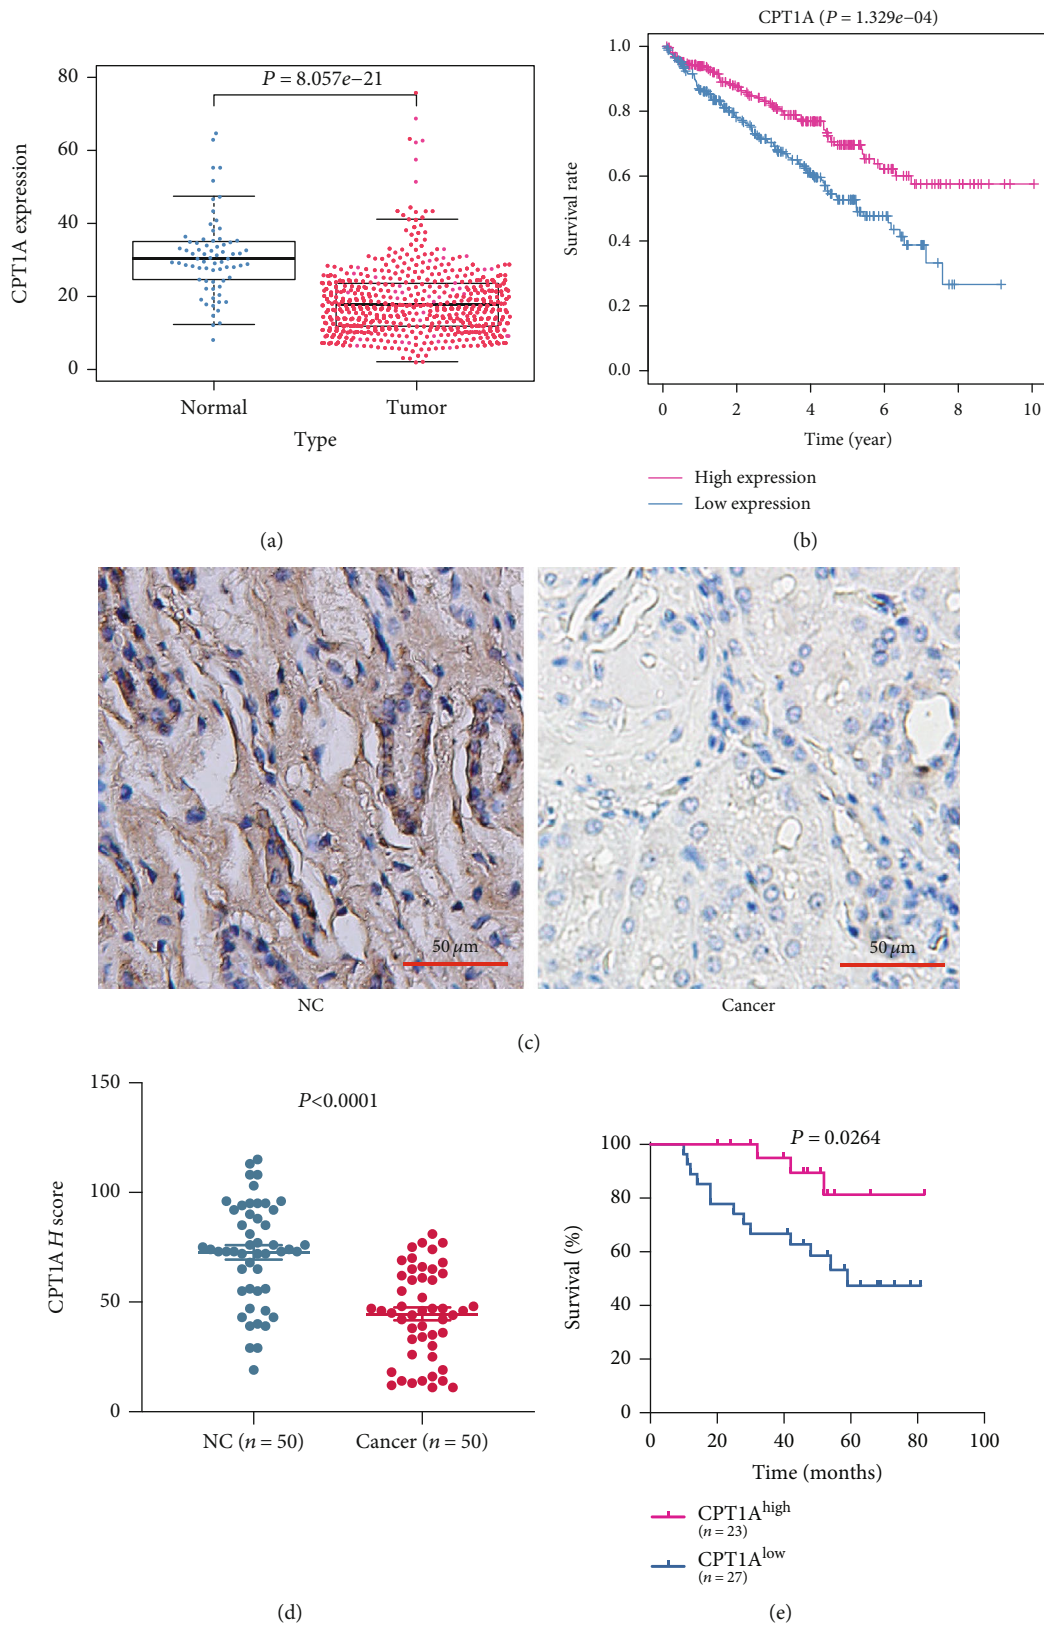 P = 8.057e−21
80
60
40
20
0
CPT1A expression
Normal
Tumor
Type
(a)
CPT1A (P = 1.329e−04)
1.0
0.8
0.6
0.4
0.2
0.0
Survival rate
0
2
4
6
8
10
Time (year)
High expression
Low expression
(b)
50 μm
50 μm
NC
Cancer
(c)
150
100
50
0
CPT1A H score
P<0.0001
NC (n = 50)
Cancer (n = 50)
(d)
P = 0.0264
100
80
60
40
20
0
Survival (%)
0
20
40
60
80
100
Time (months)
CPT1Ahigh
(n = 23)
CPT1Alow
(n = 27)
(e)